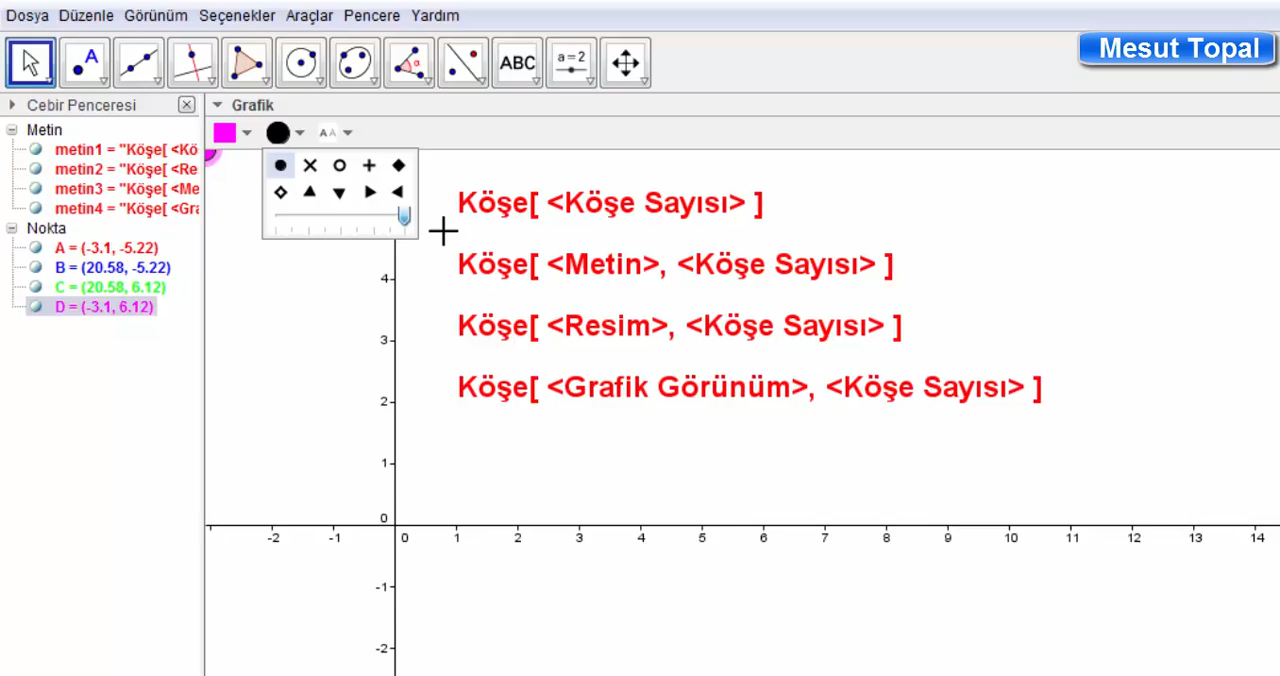 Dosya Düzenle Görünüm Seçenekler Araçlar Pencere Yardım
Mesut Topal
A
α
ABC
a=2
Cebir Penceresi
Grafik
A A
Metin
metin1 = "Köşe[ <Kö
metin2 = "Köşe[ <Re
metin3 = "Köşe[ <Me
metin4 = "Köşe[ <Gra
Nokta
A = (-3.1, -5.22)
B = (20.58, -5.22)
C = (20.58, 6.12)
D = (-3.1, 6.12)
Köşe[ <Köşe Sayısı> ]
Köşe[ <Metin>, <Köşe Sayısı> ]
Köşe[ <Resim>, <Köşe Sayısı> ]
Köşe[ <Grafik Görünüm>, <Köşe Sayısı> ]
4
3
2
1
0
-2 -1 0 1 2 3 4 5 6 7 8 9 10 11 12 13 14
-1
-2